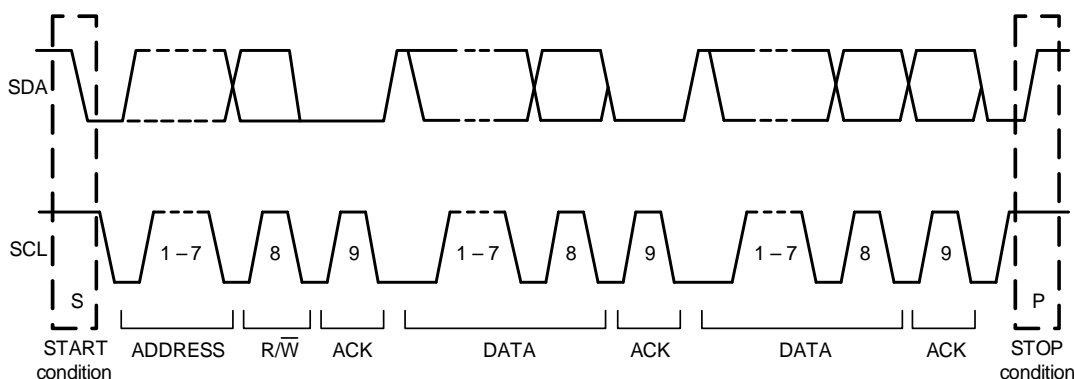 SDA
SCL
1 – 7
8
9
1 – 7
8
9
1 – 7
8
9
S
P
START
condition
ADDRESS
R/W̅
ACK
DATA
ACK
DATA
ACK
STOP
condition